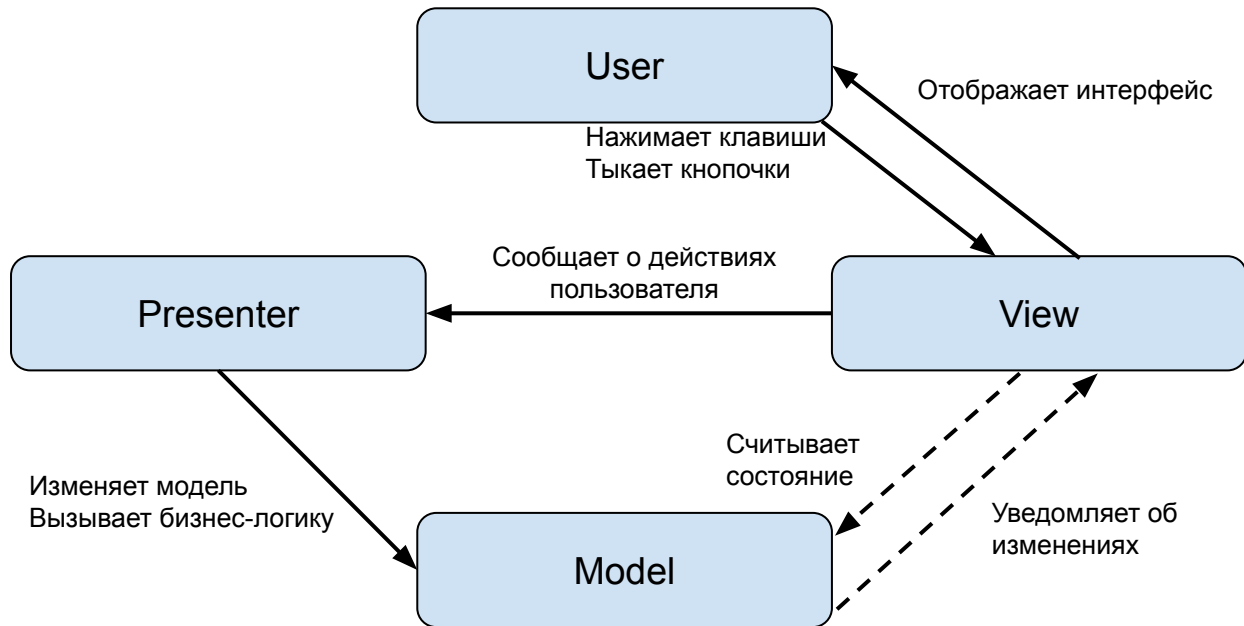 User
Отображает интерфейс
Нажимает клавиши
Тыкает кнопочки
Сообщает о действиях
пользователя
Presenter
View
Считывает
состояние
Изменяет модель
Вызывает бизнес-логику
Уведомляет об
изменениях
Model